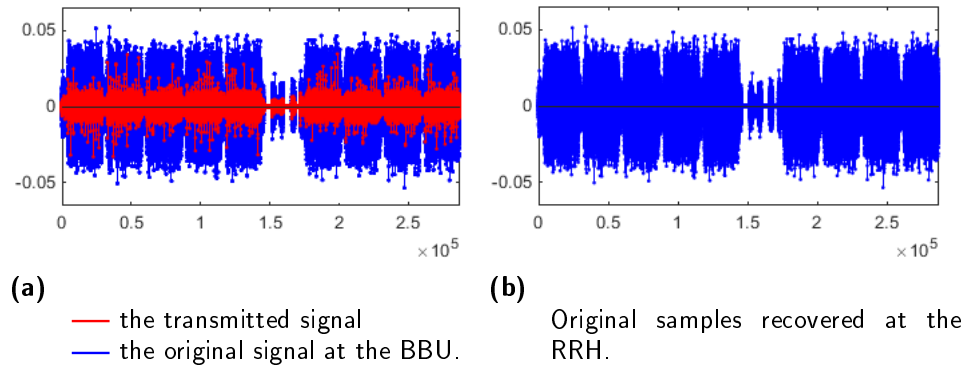 0.05
0
-0.05
0 0.5 1 1.5 2 2.5
×10^5
0.05
0
-0.05
0 0.5 1 1.5 2 2.5
×10^5
(a)
the transmitted signal
the original signal at the BBU.
(b)
Original samples recovered at the
RRH.